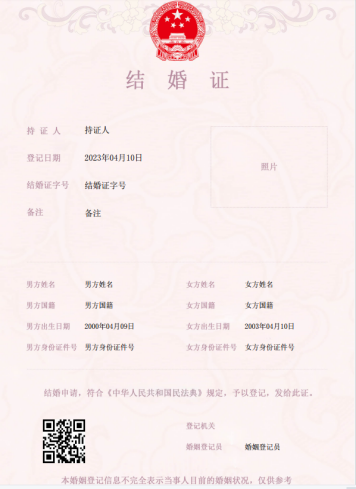 结 婚 证
持 证 人 持证人
登记日期 2023年04月10日
照片
结婚证字号 结婚证字号
备注 备注
男方姓名 男方姓名 女方姓名 女方姓名
男方国籍 男方国籍 女方国籍 女方国籍
男方出生日期 2000年04月09日 女方出生日期 2003年04月10日
男方身份证件号 男方身份证件号 女方身份证件号 女方身份证件号
结婚申请，符合《中华人民共和国民法典》规定，予以登记，发给此证。
登记机关
婚姻登记员 婚姻登记员
本婚姻登记信息不完全表示当事人目前的婚姻状况，仅供参考